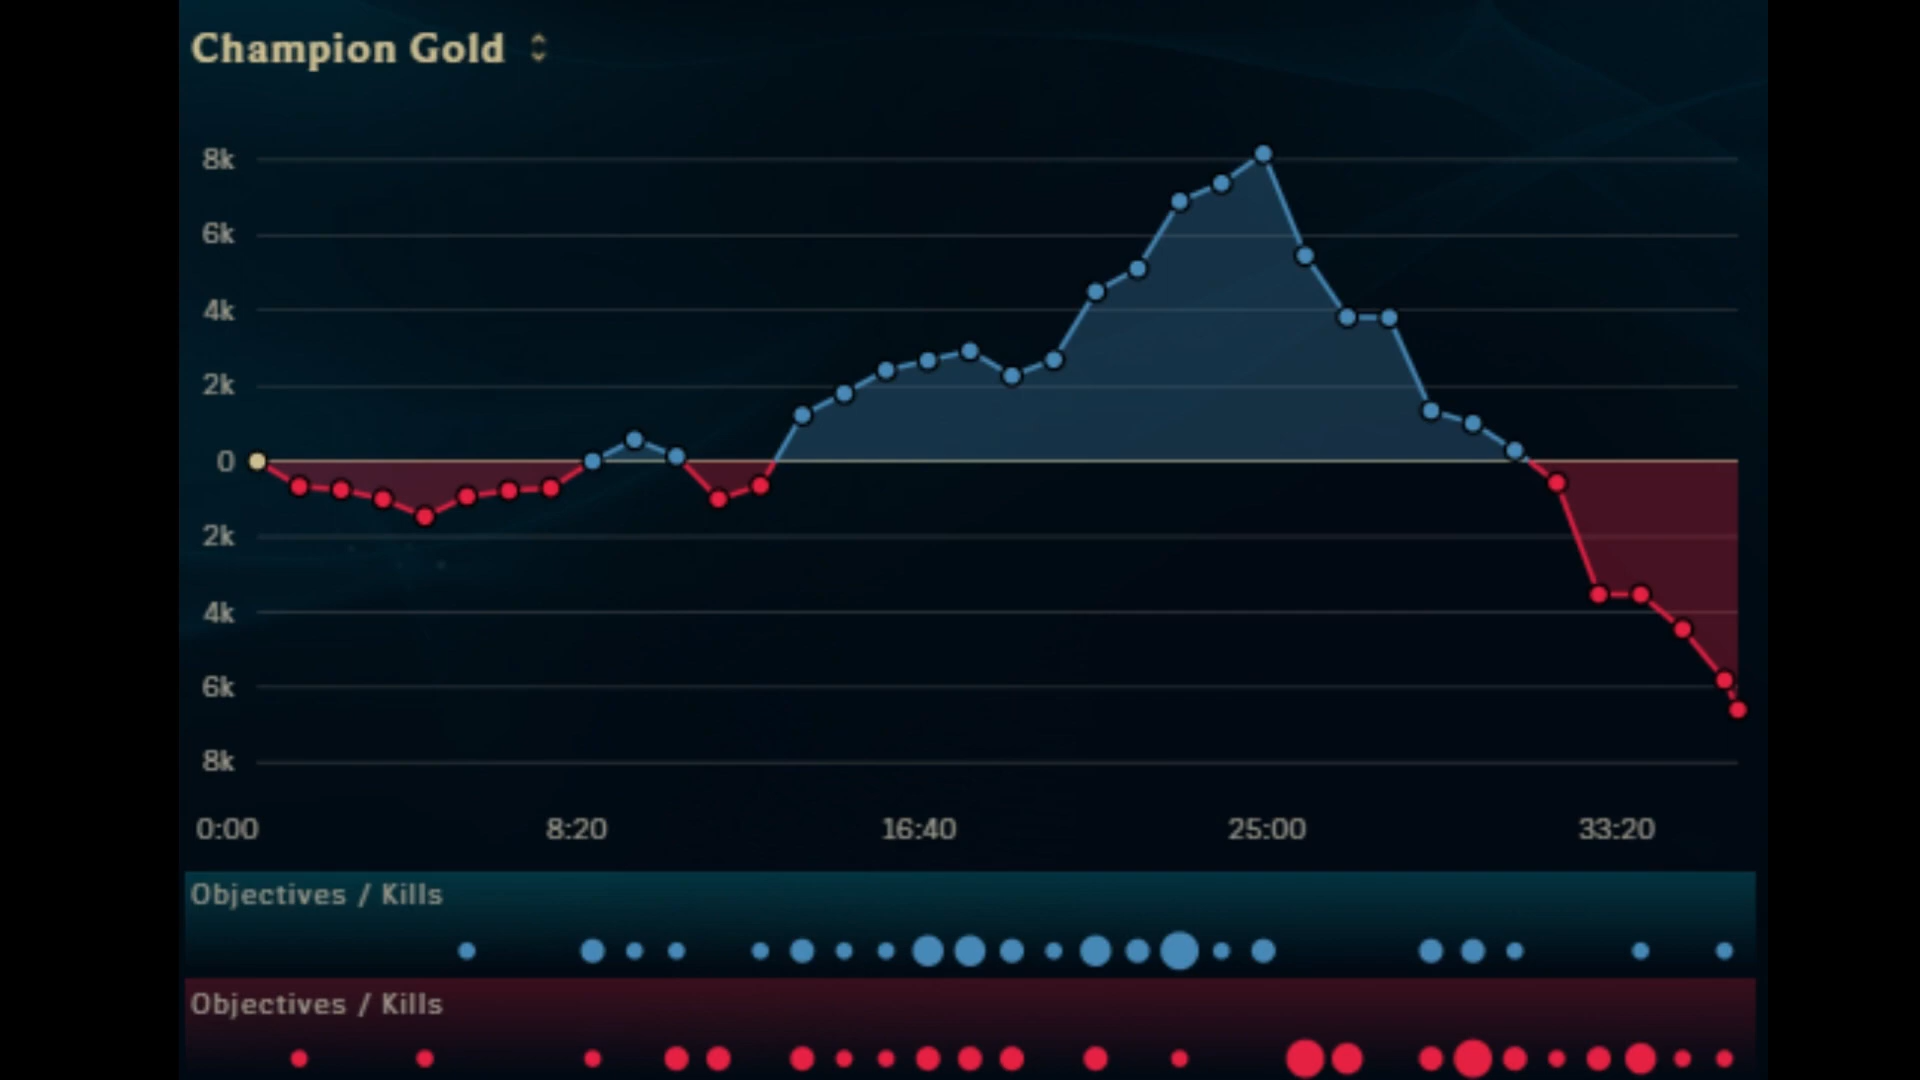 Champion Gold
8k
6k
4k
2k
0
2k
4k
6k
8k
0:00 8:20 16:40 25:00 33:20
Objectives / Kills
Objectives / Kills